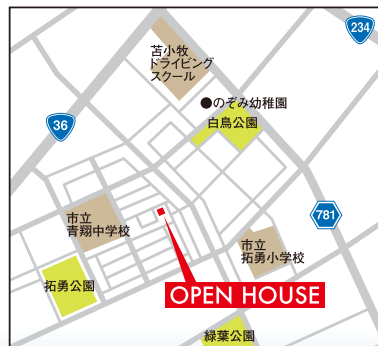 234
苫小牧
ドライビング
スクール
●のぞみ幼稚園
36
白鳥公園
市立
青翔中学校
781
市立
拓勇小学校
拓勇公園
OPEN HOUSE
緑葉公園